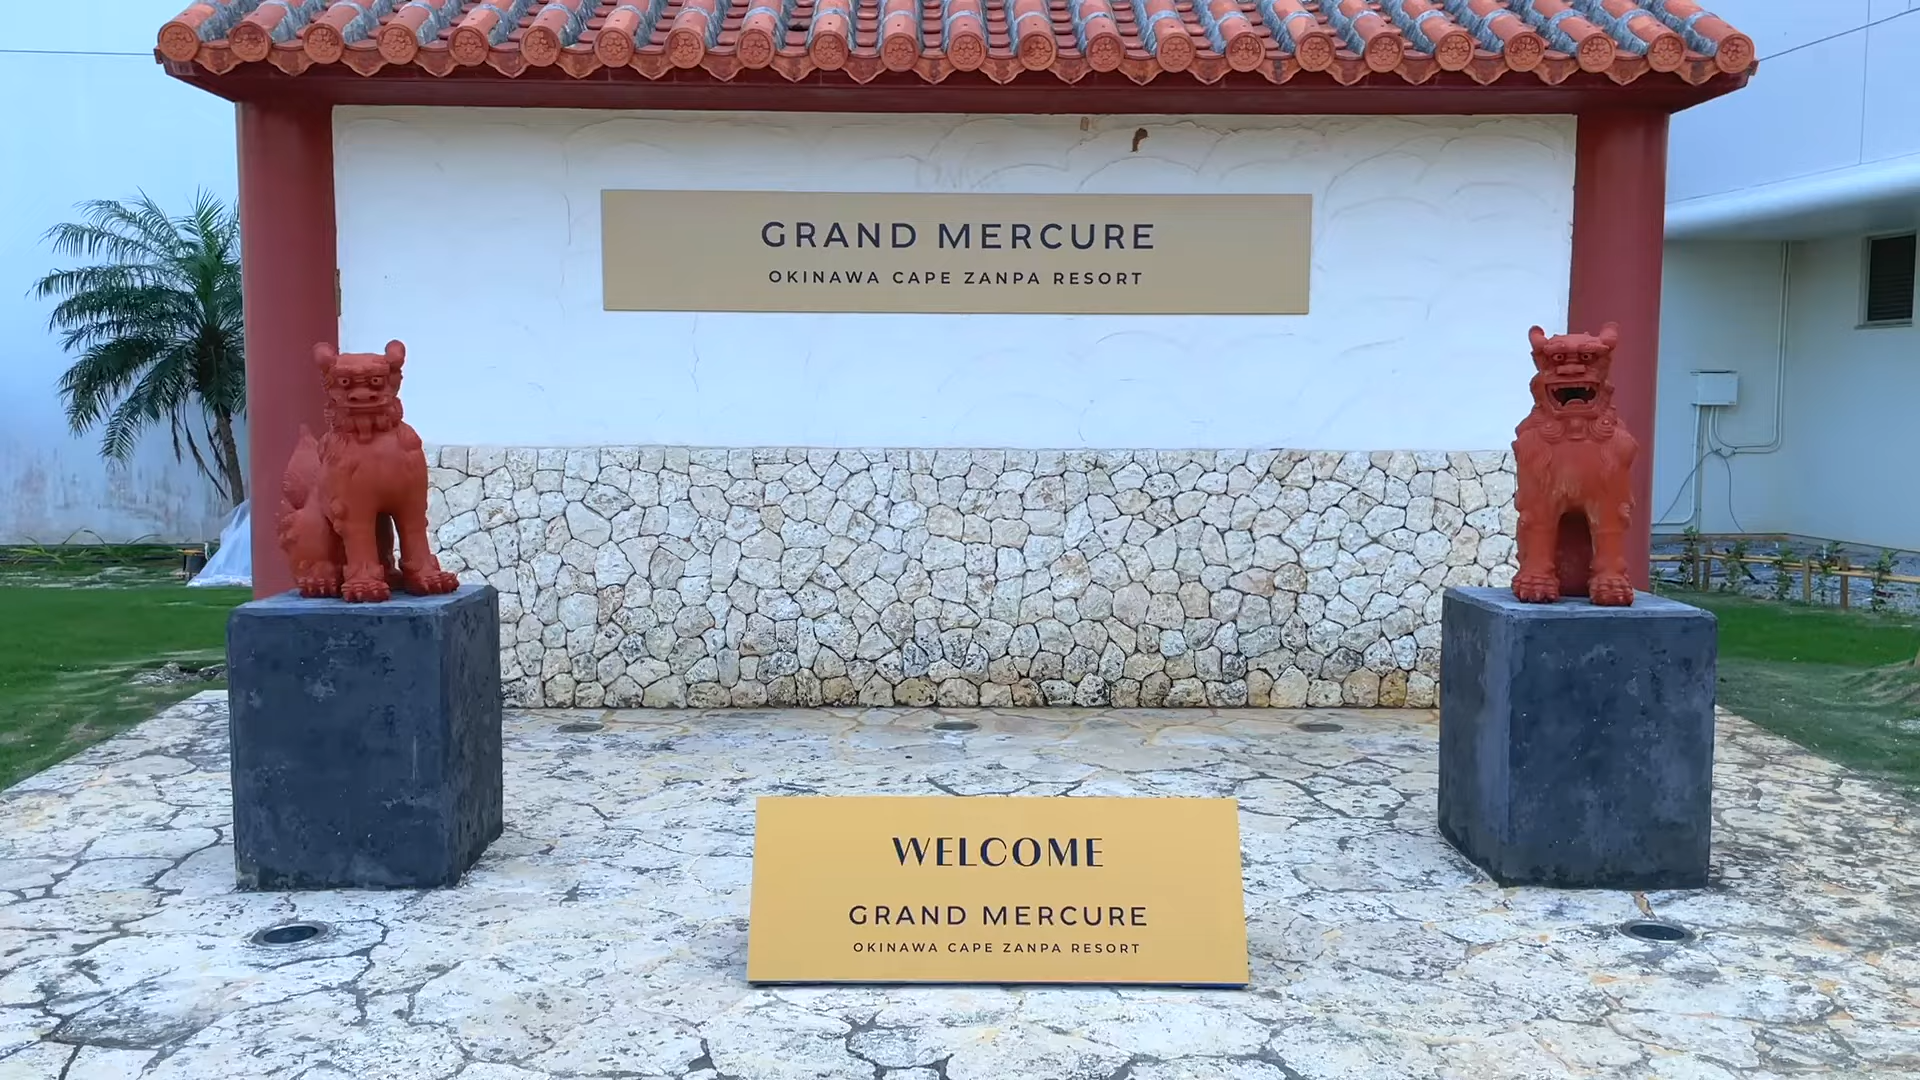 GRAND MERCURE
OKINAWA CAPE ZANPA RESORT
WELCOME
GRAND MERCURE
OKINAWA CAPE ZANPA RESORT